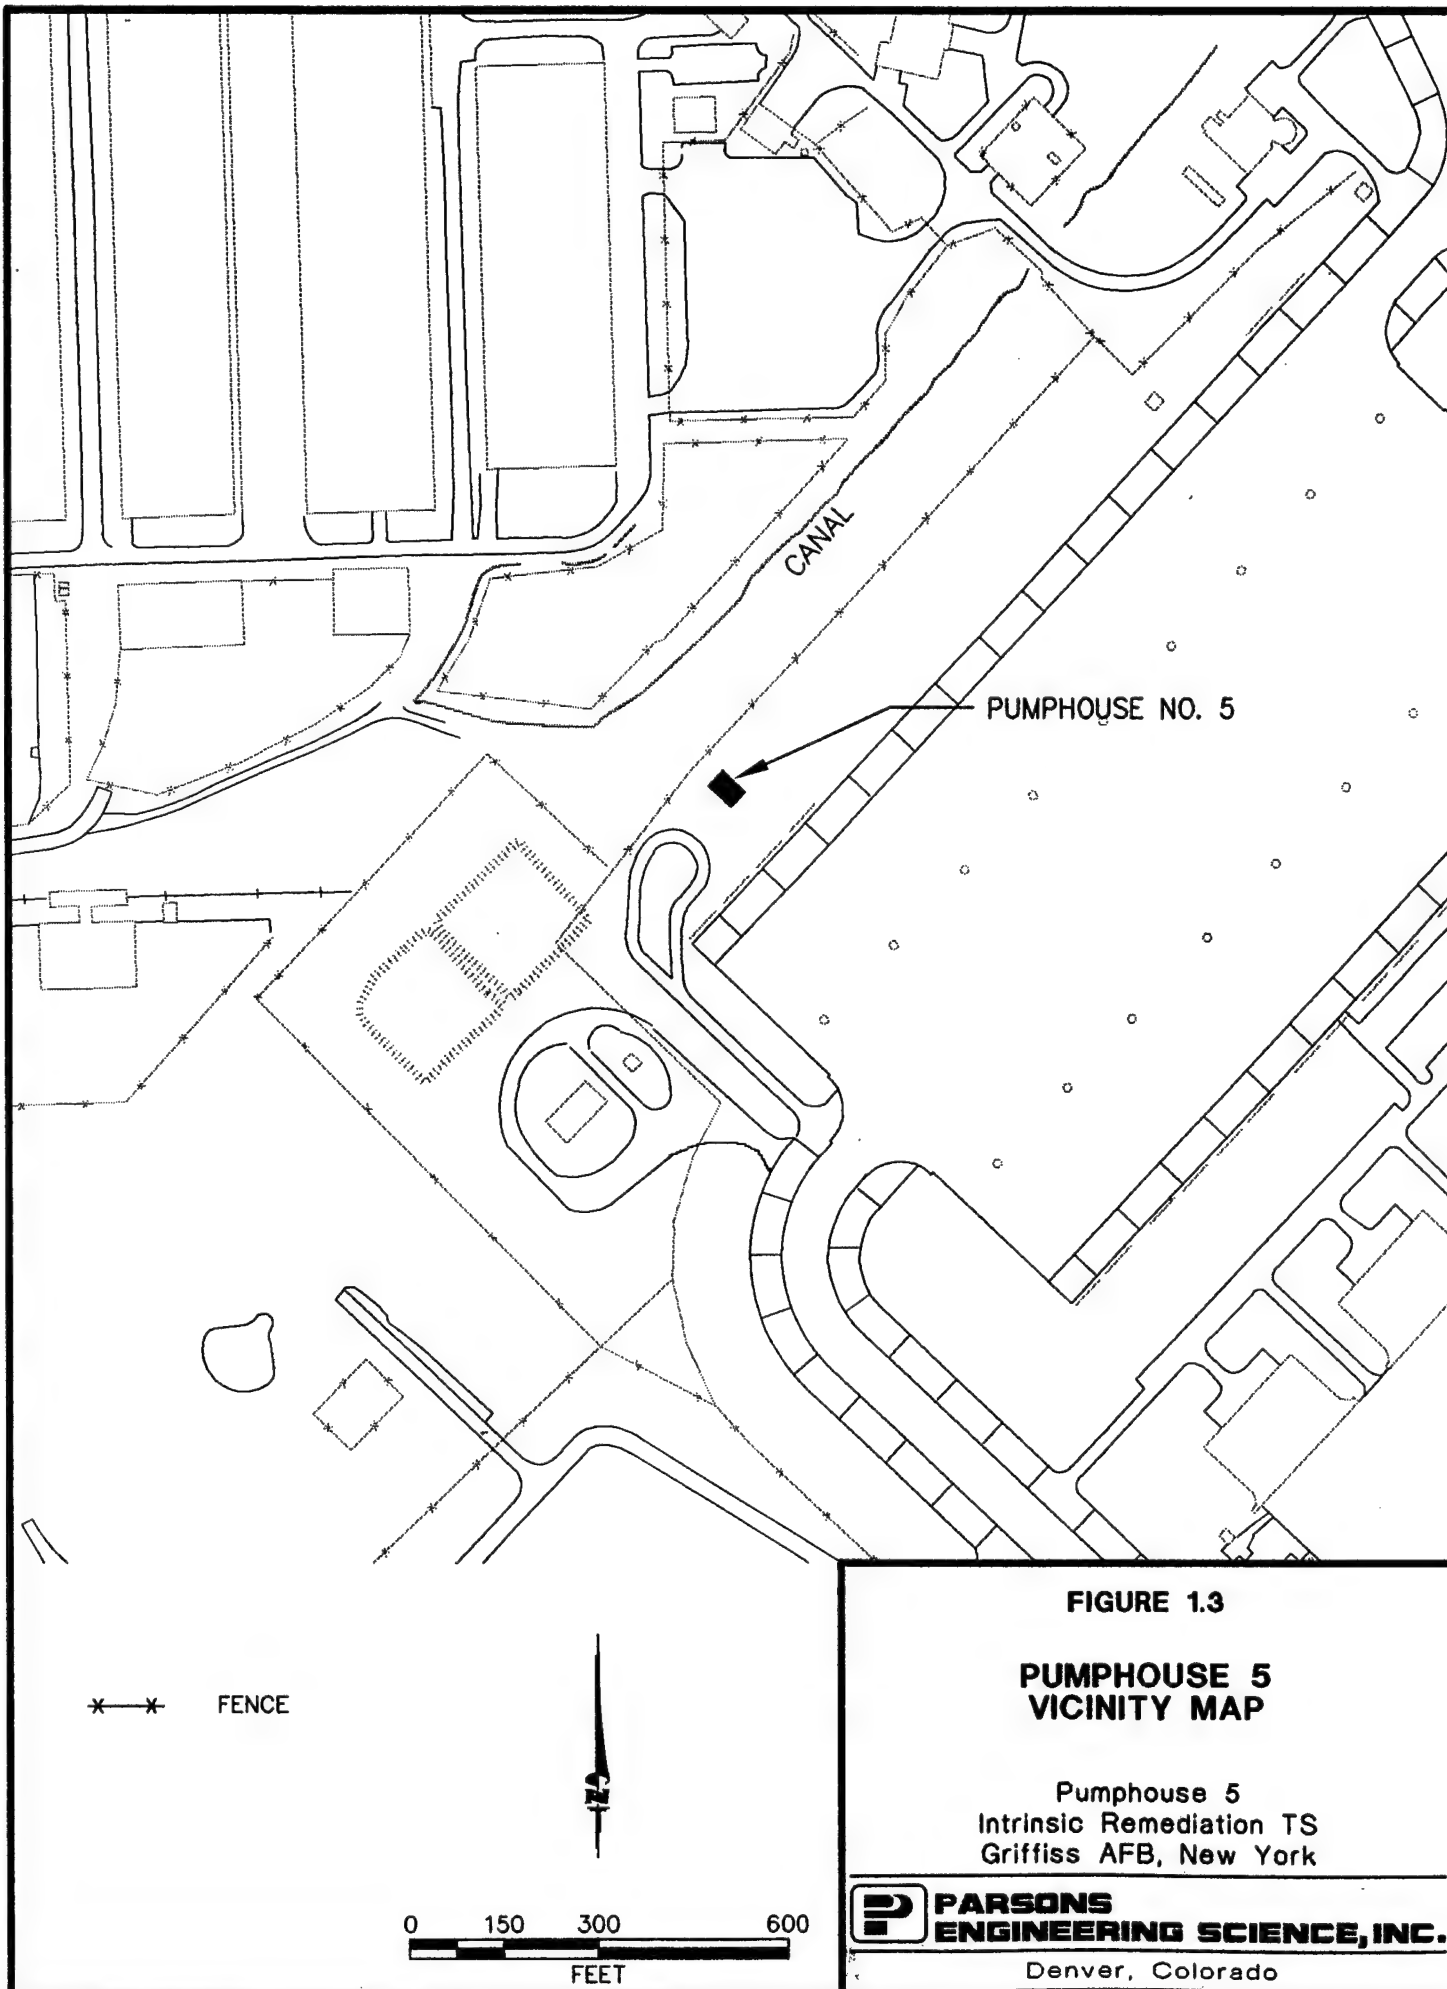 CANAL
PUMPHOUSE NO. 5
FENCE
0 150 300 600
FEET
FIGURE 1.3
PUMPHOUSE 5
VICINITY MAP
Pumphouse 5
Intrinsic Remediation TS
Griffiss AFB, New York
PARSONS
ENGINEERING SCIENCE, INC.
Denver, Colorado